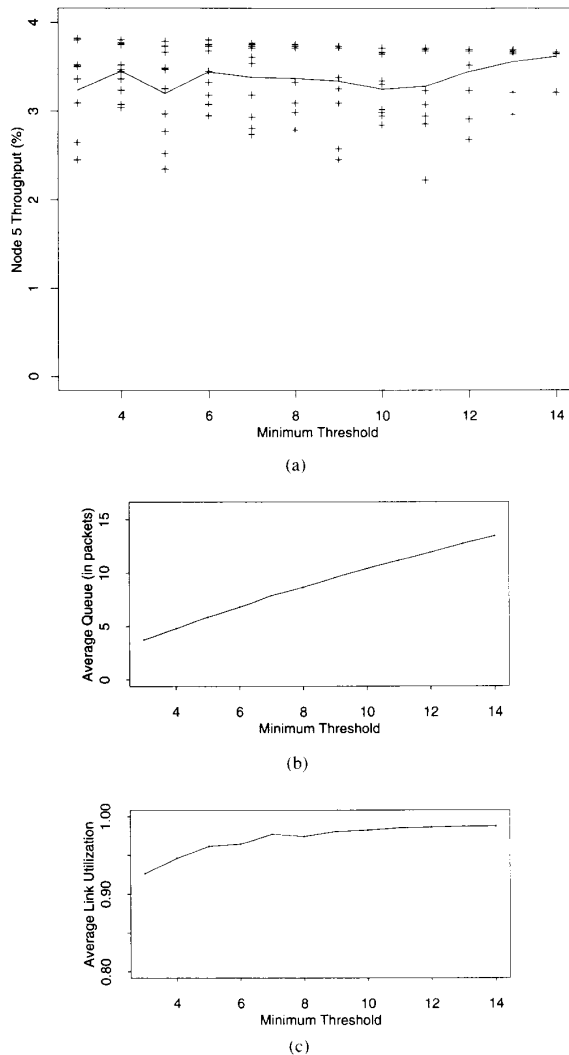 4
3
2
1
0
Node 5 Throughput (%)
4 6 8 10 12 14
Minimum Threshold
(a)
15
10
5
0
Average Queue (in packets)
4 6 8 10 12 14
Minimum Threshold
(b)
1.00
0.90
0.80
Average Link Utilization
4 6 8 10 12 14
Minimum Threshold
(c)